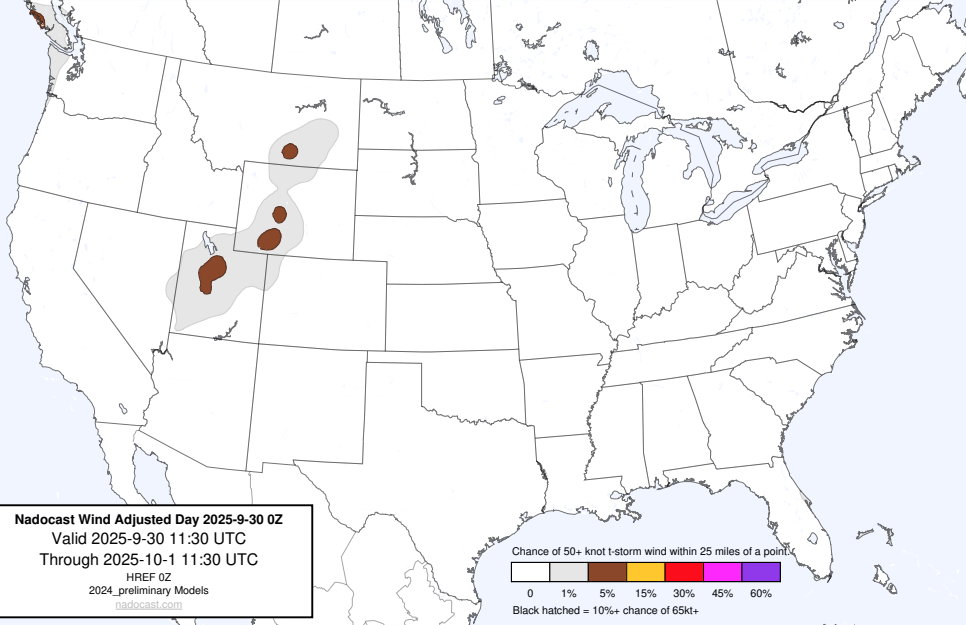 Nadocast Wind Adjusted Day 2025-9-30 0Z
Valid 2025-9-30 11:30 UTC
Through 2025-10-1 11:30 UTC
HREF 0Z
2024_preliminary Models
nadocast.com
Chance of 50+ knot t-storm wind within 25 miles of a point.
0 1% 5% 15% 30% 45% 60%
Black hatched = 10%+ chance of 65kt+